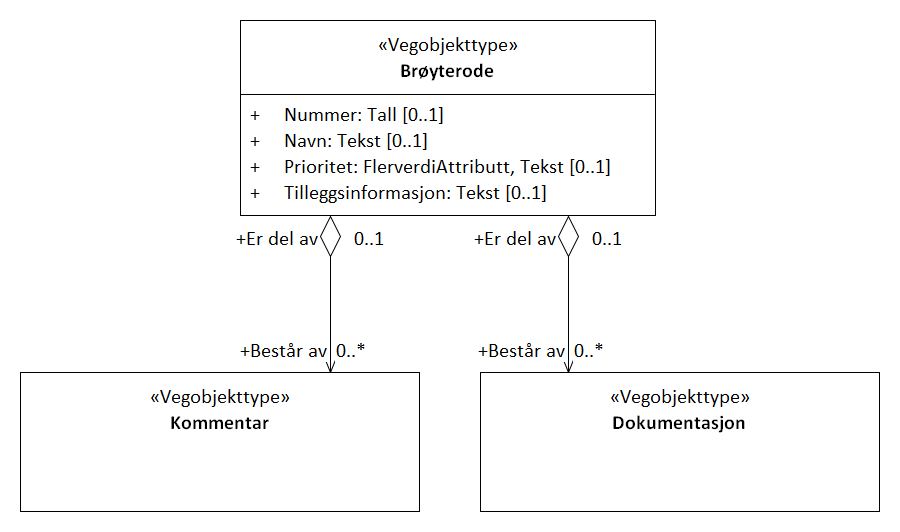 «Vegobjekttype»
Brøyterode
+ Nummer: Tall [0..1]
+ Navn: Tekst [0..1]
+ Prioritet: FlerverdiAttributt, Tekst [0..1]
+ Tilleggsinformasjon: Tekst [0..1]
+Er del av 0..1
+Er del av 0..1
+Består av 0..*
+Består av 0..*
«Vegobjekttype»
Kommentar
«Vegobjekttype»
Dokumentasjon